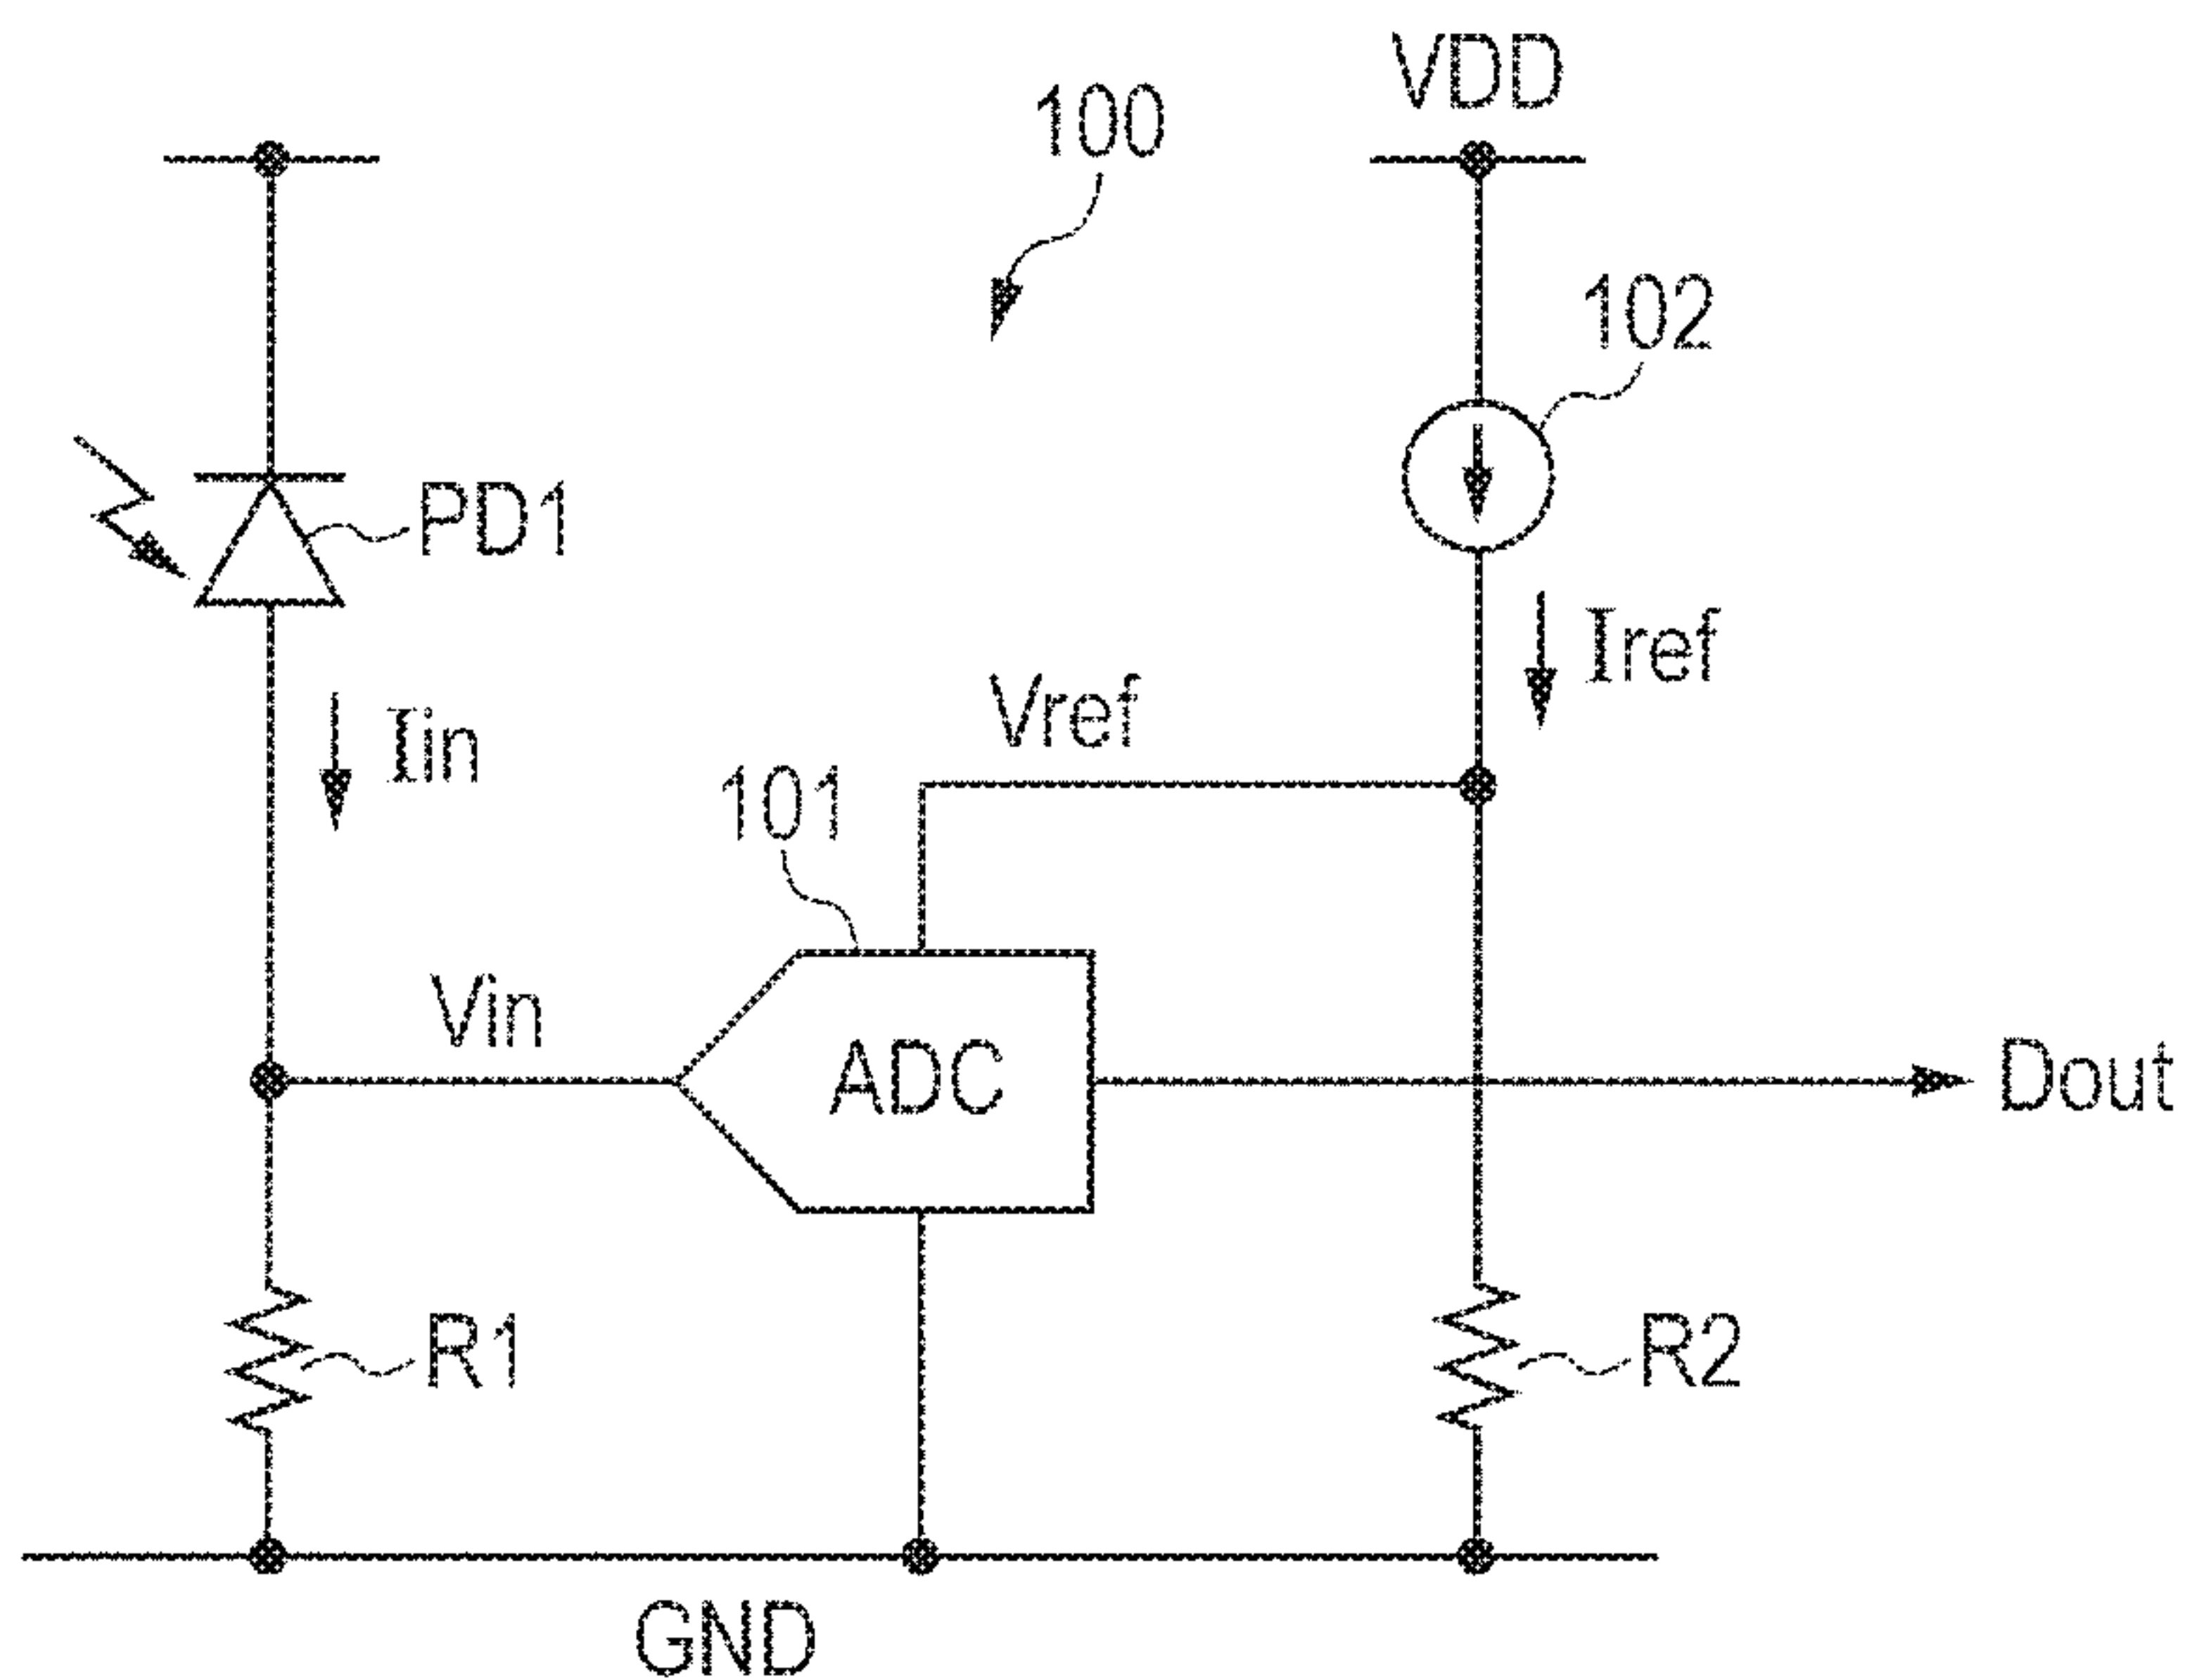 VDD
100
102
PD1
Iref
Iin
Vref
101
Vin
ADC
Dout
R1
R2
GND